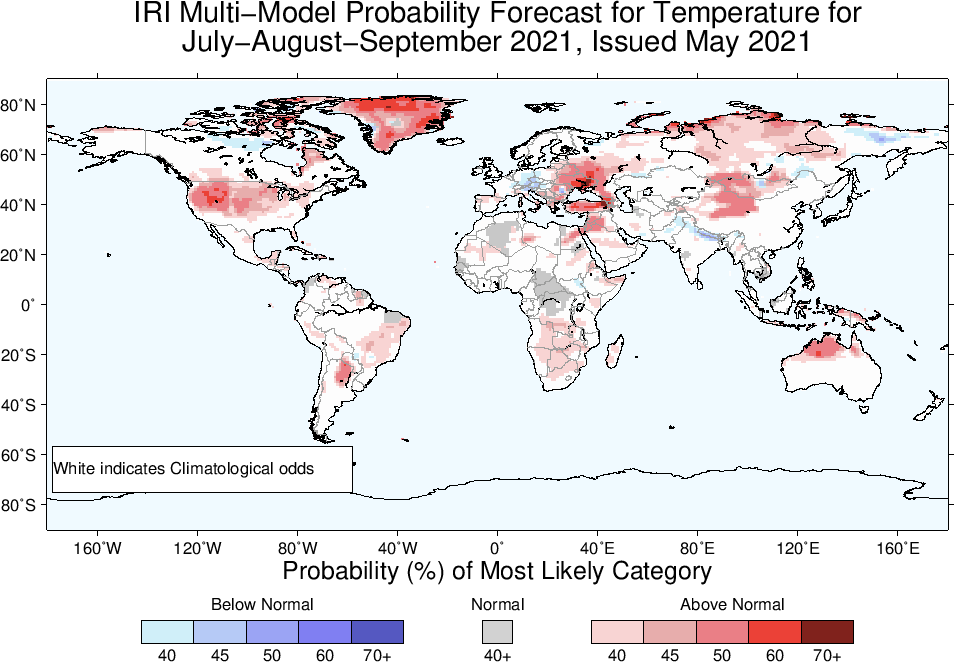 IRI Multi−Model Probability Forecast for Temperature for
July−August−September 2021, Issued May 2021
80˚N
60˚N
40˚N
20˚N
0˚
20˚S
40˚S
60˚S
80˚S
White indicates Climatological odds
160˚W 120˚W 80˚W 40˚W 0˚ 40˚E 80˚E 120˚E 160˚E
Probability (%) of Most Likely Category
Below Normal Normal Above Normal
40 45 50 60 70+ 40+ 40 45 50 60 70+